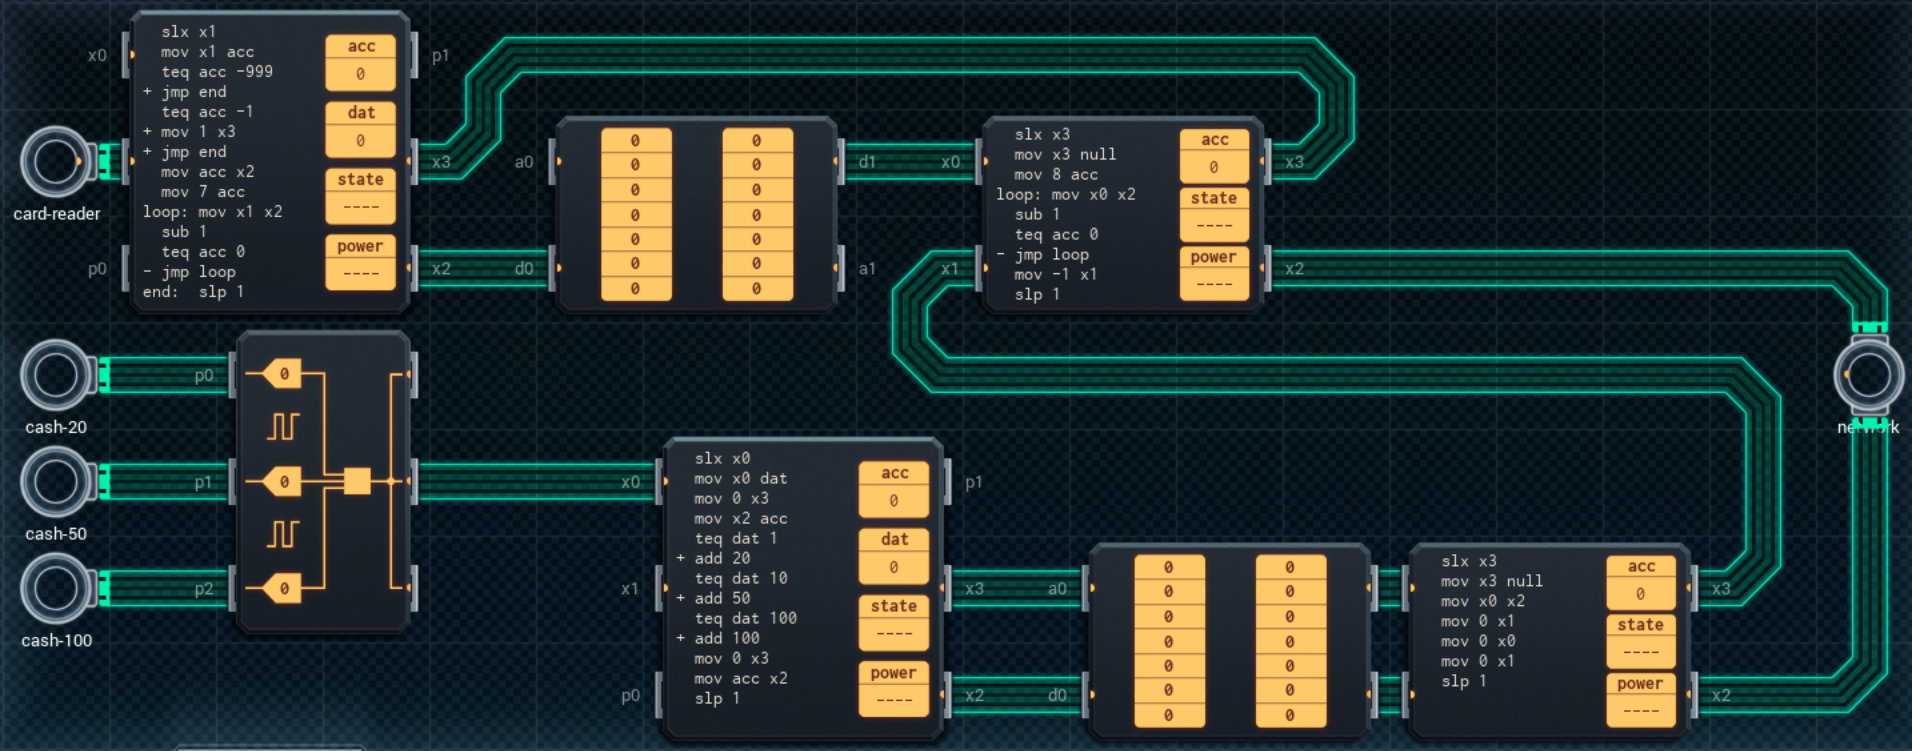 x0
slx x1
mov x1 acc
teq acc -999
+ jmp end
teq acc -1
+ mov 1 x3
+ jmp end
mov acc x2
mov 7 acc
loop: mov x1 x2
sub 1
teq acc 0
- jmp loop
end: slp 1
acc
0
dat
0
state
----
power
----
p1
x3
x2
p0
card-reader
a0
d0
0 0
0 0
0 0
0 0
0 0
0 0
0 0
d1
a1
x0
x1
slx x3
mov x3 null
mov 8 acc
loop: mov x0 x2
sub 1
teq acc 0
- jmp loop
mov -1 x1
slp 1
acc
0
state
----
power
----
x3
x2
cash-20
cash-50
cash-100
p0
p1
p2
0
0
0
x0
x1
p0
slx x0
mov x0 dat
mov 0 x3
mov x2 acc
teq dat 1
+ add 20
teq dat 10
+ add 50
teq dat 100
+ add 100
mov 0 x3
mov acc x2
slp 1
acc
0
dat
0
state
----
power
----
p1
x3
x2
a0
d0
0 0
0 0
0 0
0 0
0 0
0 0
0 0
slx x3
mov x3 null
mov x0 x2
mov 0 x1
mov 0 x0
mov 0 x1
slp 1
acc
0
state
----
power
----
x3
x2
network